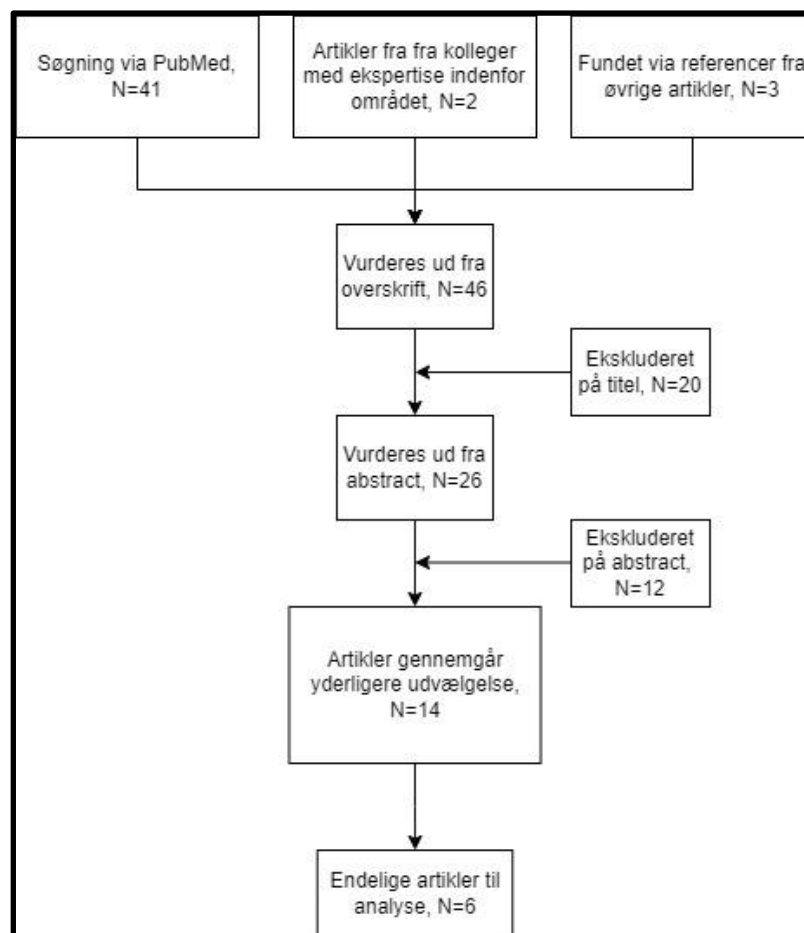 Søgning via PubMed,
N=41
Artikler fra fra kolleger
med ekspertise indenfor
området, N=2
Fundet via referencer fra
øvrige artikler, N=3
Vurderes ud fra
overskrift, N=46
Ekskluderet
på titel, N=20
Vurderes ud fra
abstract, N=26
Ekskluderet
på abstract,
N=12
Artikler gennemgår
yderligere udvælgelse,
N=14
Endelige artikler til
analyse, N=6